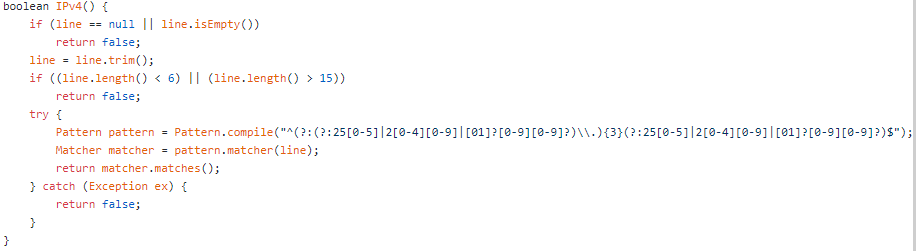 boolean IPv4() {
    if (line == null || line.isEmpty())
        return false;
    line = line.trim();
    if ((line.length() < 6) || (line.length() > 15))
        return false;
    try {
        Pattern pattern = Pattern.compile("^(?:(?:25[0-5]|2[0-4][0-9]|[01]?[0-9][0-9]?)\\.){3}(?:25[0-5]|2[0-4][0-9]|[01]?[0-9][0-9]?)$");
        Matcher matcher = pattern.matcher(line);
        return matcher.matches();
    } catch (Exception ex) {
        return false;
    }
}